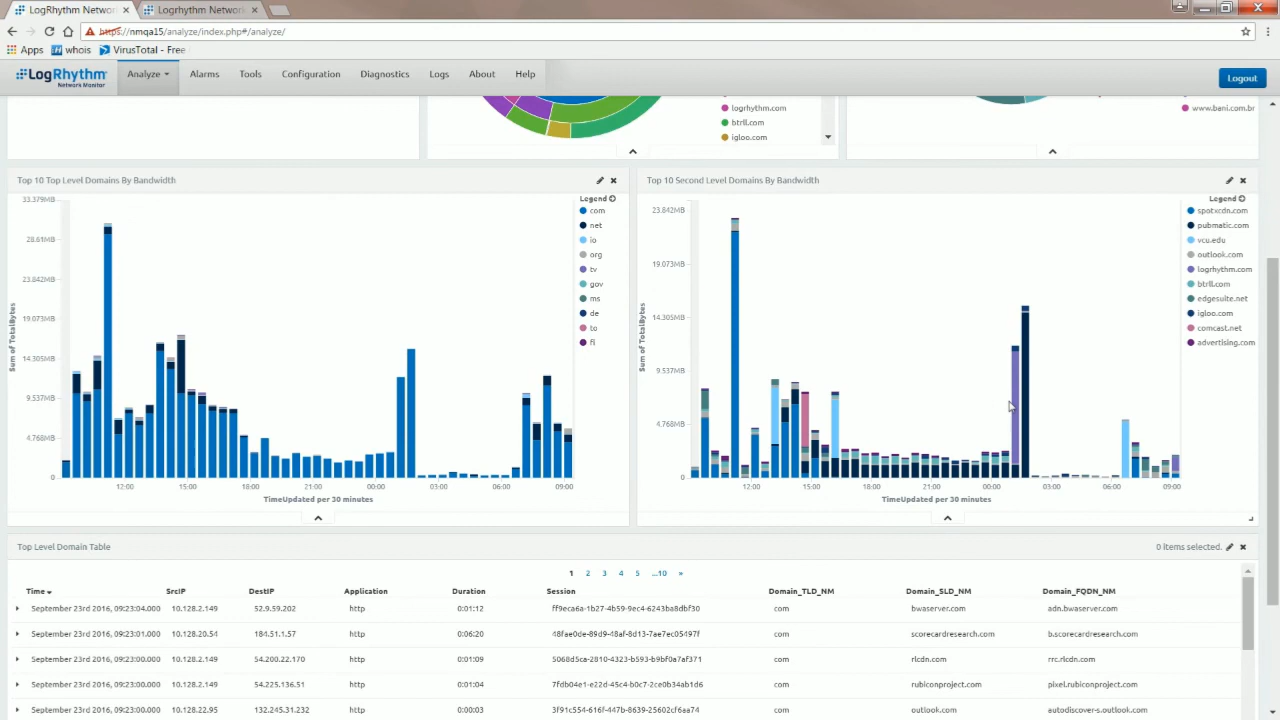 LogRhythm Network
Logrhythm Network
https://nmqa15/analyze/index.php#/analyze/
Apps whois VirusTotal - Free
LogRhythm Network Monitor Analyze Alarms Tools Configuration Diagnostics Logs About Help Logout
logrhythm.com
btrll.com
igloo.com
www.bani.com.br
Top 10 Top Level Domains By Bandwidth
33.379MB
28.61MB
23.842MB
19.073MB
14.305MB
9.537MB
4.768MB
0
Sum of TotalBytes
12:00 15:00 18:00 21:00 00:00 03:00 06:00 09:00
TimeUpdated per 30 minutes
Legend
com
net
io
org
tv
gov
ms
de
to
fi
Top 10 Second Level Domains By Bandwidth
23.842MB
19.073MB
14.305MB
9.537MB
4.768MB
0
Sum of TotalBytes
12:00 15:00 18:00 21:00 00:00 03:00 06:00 09:00
TimeUpdated per 30 minutes
Legend
spotxcdn.com
pubmatic.com
vcu.edu
outlook.com
logrhythm.com
btrll.com
edgesuite.net
igloo.com
comcast.net
advertising.com
Top Level Domain Table 0 items selected.
1 2 3 4 5 ...10 »
Time SrcIP DestIP Application Duration Session Domain_TLD_NM Domain_SLD_NM Domain_FQDN_NM
September 23rd 2016, 09:23:04.000 10.128.2.149 52.9.59.202 http 0:01:12 ff9eca6a-1b27-4b59-9ec4-6243ba8dbf30 com bwaserver.com adn.bwaserver.com
September 23rd 2016, 09:23:01.000 10.128.20.54 184.51.1.57 http 0:06:20 48fae0de-89d9-48af-8d13-7ae7ec05497f com scorecardresearch.com b.scorecardresearch.com
September 23rd 2016, 09:23:00.000 10.128.2.149 54.200.22.170 http 0:01:09 5068d5ca-2810-4323-b593-b9bf0a7af371 com rlcdn.com rrc.rlcdn.com
September 23rd 2016, 09:23:00.000 10.128.2.149 54.225.136.51 http 0:01:04 7fdb04e1-e22d-45c4-b0c7-2ce0b34ab1d6 com rubiconproject.com pixel.rubiconproject.com
September 23rd 2016, 09:23:00.000 10.128.22.95 132.245.31.232 http 0:00:03 3f91c554-616f-447b-8639-25602cf6aa74 com outlook.com autodiscover-s.outlook.com